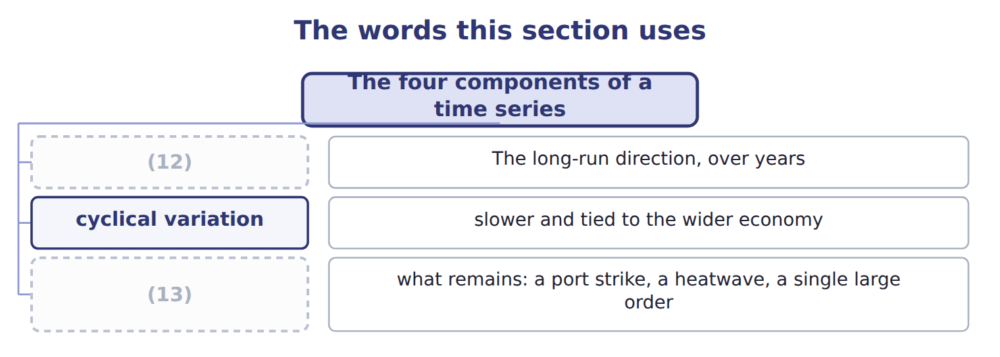 The words this section uses
The four components of a
time series
(12)
The long-run direction, over years
cyclical variation
slower and tied to the wider economy
(13)
what remains: a port strike, a heatwave, a single large
order